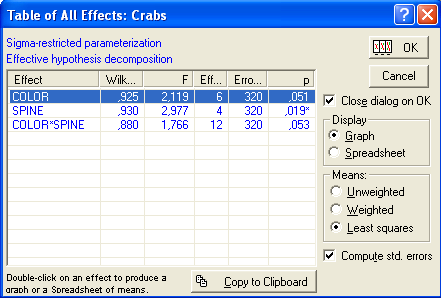 Table of All Effects: Crabs
Sigma-restricted parameterization
Effective hypothesis decomposition
Effect Wilk... F Eff... Erro... p
COLOR ,925 2,119 6 320 ,051
SPINE ,930 2,977 4 320 ,019*
COLOR*SPINE ,880 1,766 12 320 ,053
OK
Cancel
Close dialog on OK
Display
Graph
Spreadsheet
Means:
Unweighted
Weighted
Least squares
Compute std. errors
Double-click on an effect to produce a
graph or a Spreadsheet of means.
Copy to Clipboard